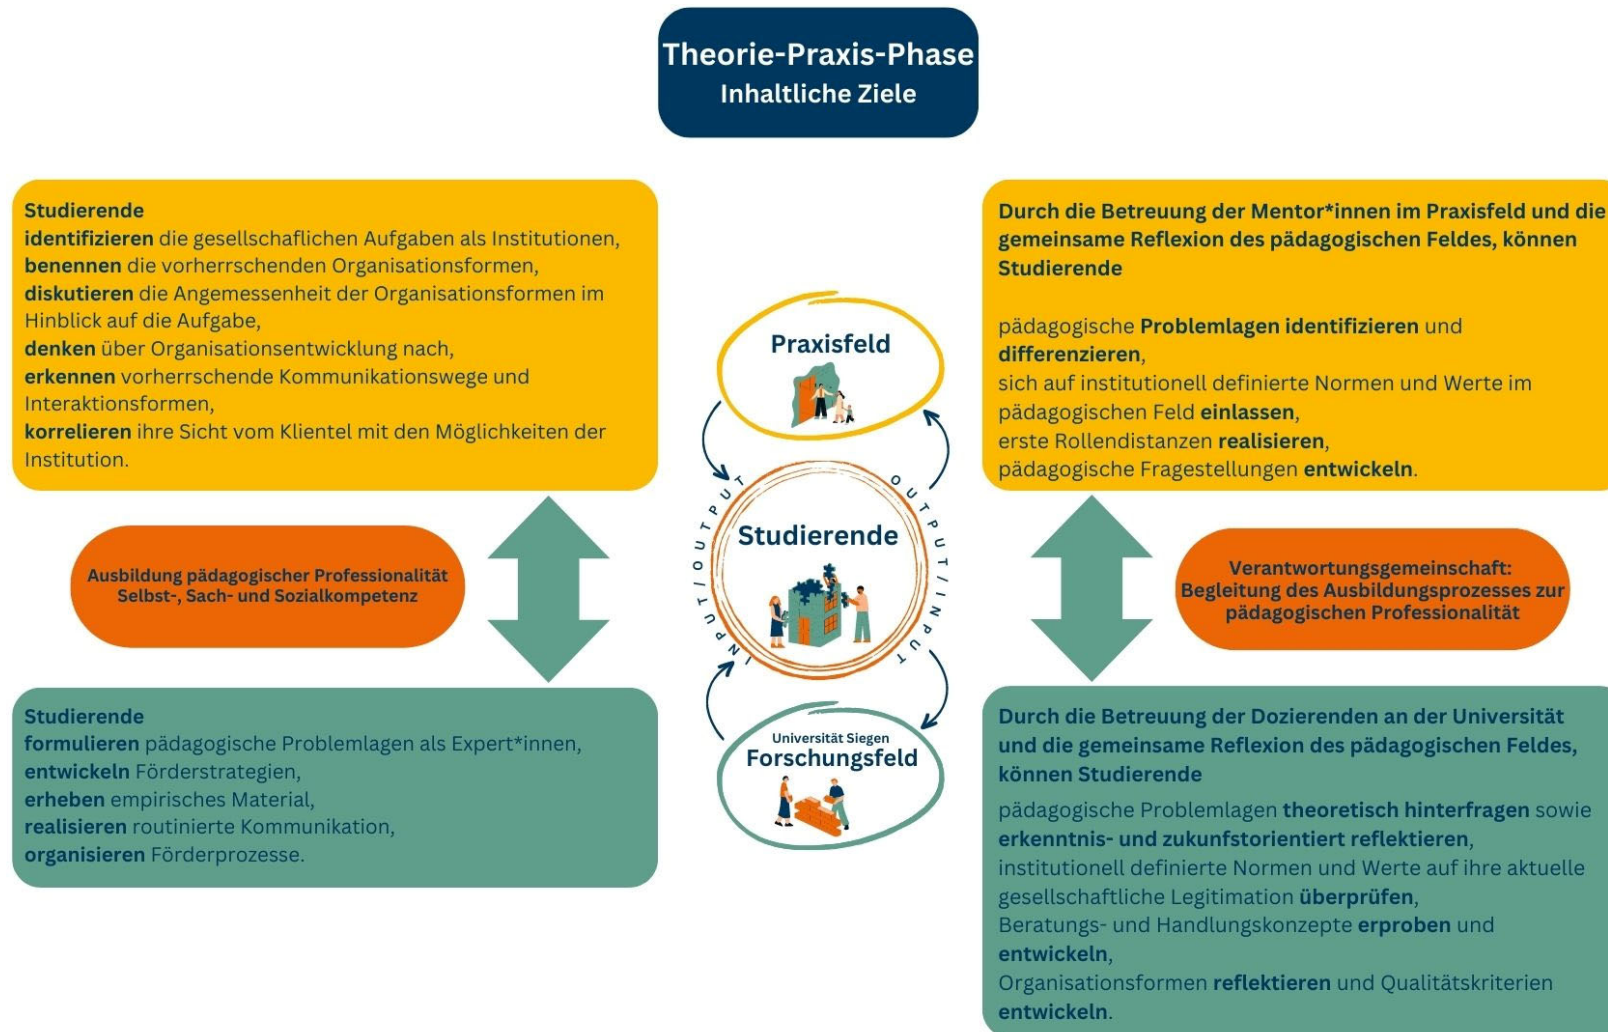 Theorie-Praxis-Phase
Inhaltliche Ziele
Studierende
identifizieren die gesellschaflichen Aufgaben als Institutionen,
benennen die vorherrschenden Organisationsformen,
diskutieren die Angemessenheit der Organisationsformen im
Hinblick auf die Aufgabe,
denken über Organisationsentwicklung nach,
erkennen vorherrschende Kommunikationswege und
Interaktionsformen,
korrelieren ihre Sicht vom Klientel mit den Möglichkeiten der
Institution.
Ausbildung pädagogischer Professionalität
Selbst-, Sach- und Sozialkompetenz
Studierende
formulieren pädagogische Problemlagen als Expert*innen,
entwickeln Förderstrategien,
erheben empirisches Material,
realisieren routinierte Kommunikation,
organisieren Förderprozesse.
Praxisfeld
INPUT/OUTPUT
Studierende
OUTPUT/INPUT
Universität Siegen
Forschungsfeld
Durch die Betreuung der Mentor*innen im Praxisfeld und die
gemeinsame Reflexion des pädagogischen Feldes, können
Studierende
pädagogische Problemlagen identifizieren und
differenzieren,
sich auf institutionell definierte Normen und Werte im
pädagogischen Feld einlassen,
erste Rollendistanzen realisieren,
pädagogische Fragestellungen entwickeln.
Verantwortungsgemeinschaft:
Begleitung des Ausbildungsprozesses zur
pädagogischen Professionalität
Durch die Betreuung der Dozierenden an der Universität
und die gemeinsame Reflexion des pädagogischen Feldes,
können Studierende
pädagogische Problemlagen theoretisch hinterfragen sowie
erkenntnis- und zukunfstorientiert reflektieren,
institutionell definierte Normen und Werte auf ihre aktuelle
gesellschaftliche Legitimation überprüfen,
Beratungs- und Handlungskonzepte erproben und
entwickeln,
Organisationsformen reflektieren und Qualitätskriterien
entwickeln.